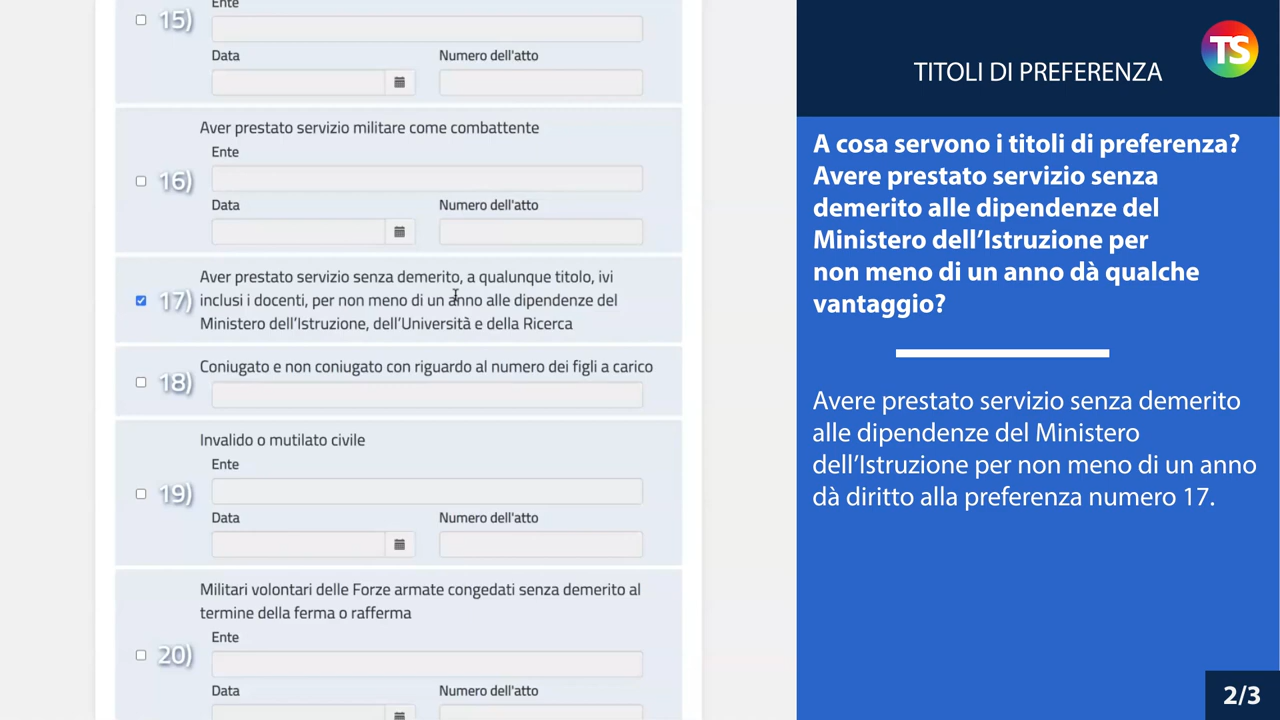 Ente
15)
Data Numero dell'atto
Aver prestato servizio militare come combattente
Ente
16)
Data Numero dell'atto
Aver prestato servizio senza demerito, a qualunque titolo, ivi
17) inclusi i docenti, per non meno di un anno alle dipendenze del
Ministero dell'Istruzione, dell'Università e della Ricerca
Coniugato e non coniugato con riguardo al numero dei figli a carico
18)
Invalido o mutilato civile
Ente
19)
Data Numero dell'atto
Militari volontari delle Forze armate congedati senza demerito al
termine della ferma o rafferma
Ente
20)
Data Numero dell'atto
TS
TITOLI DI PREFERENZA
A cosa servono i titoli di preferenza?
Avere prestato servizio senza
demerito alle dipendenze del
Ministero dell'Istruzione per
non meno di un anno dà qualche
vantaggio?
Avere prestato servizio senza demerito
alle dipendenze del Ministero
dell'Istruzione per non meno di un anno
dà diritto alla preferenza numero 17.
2/3